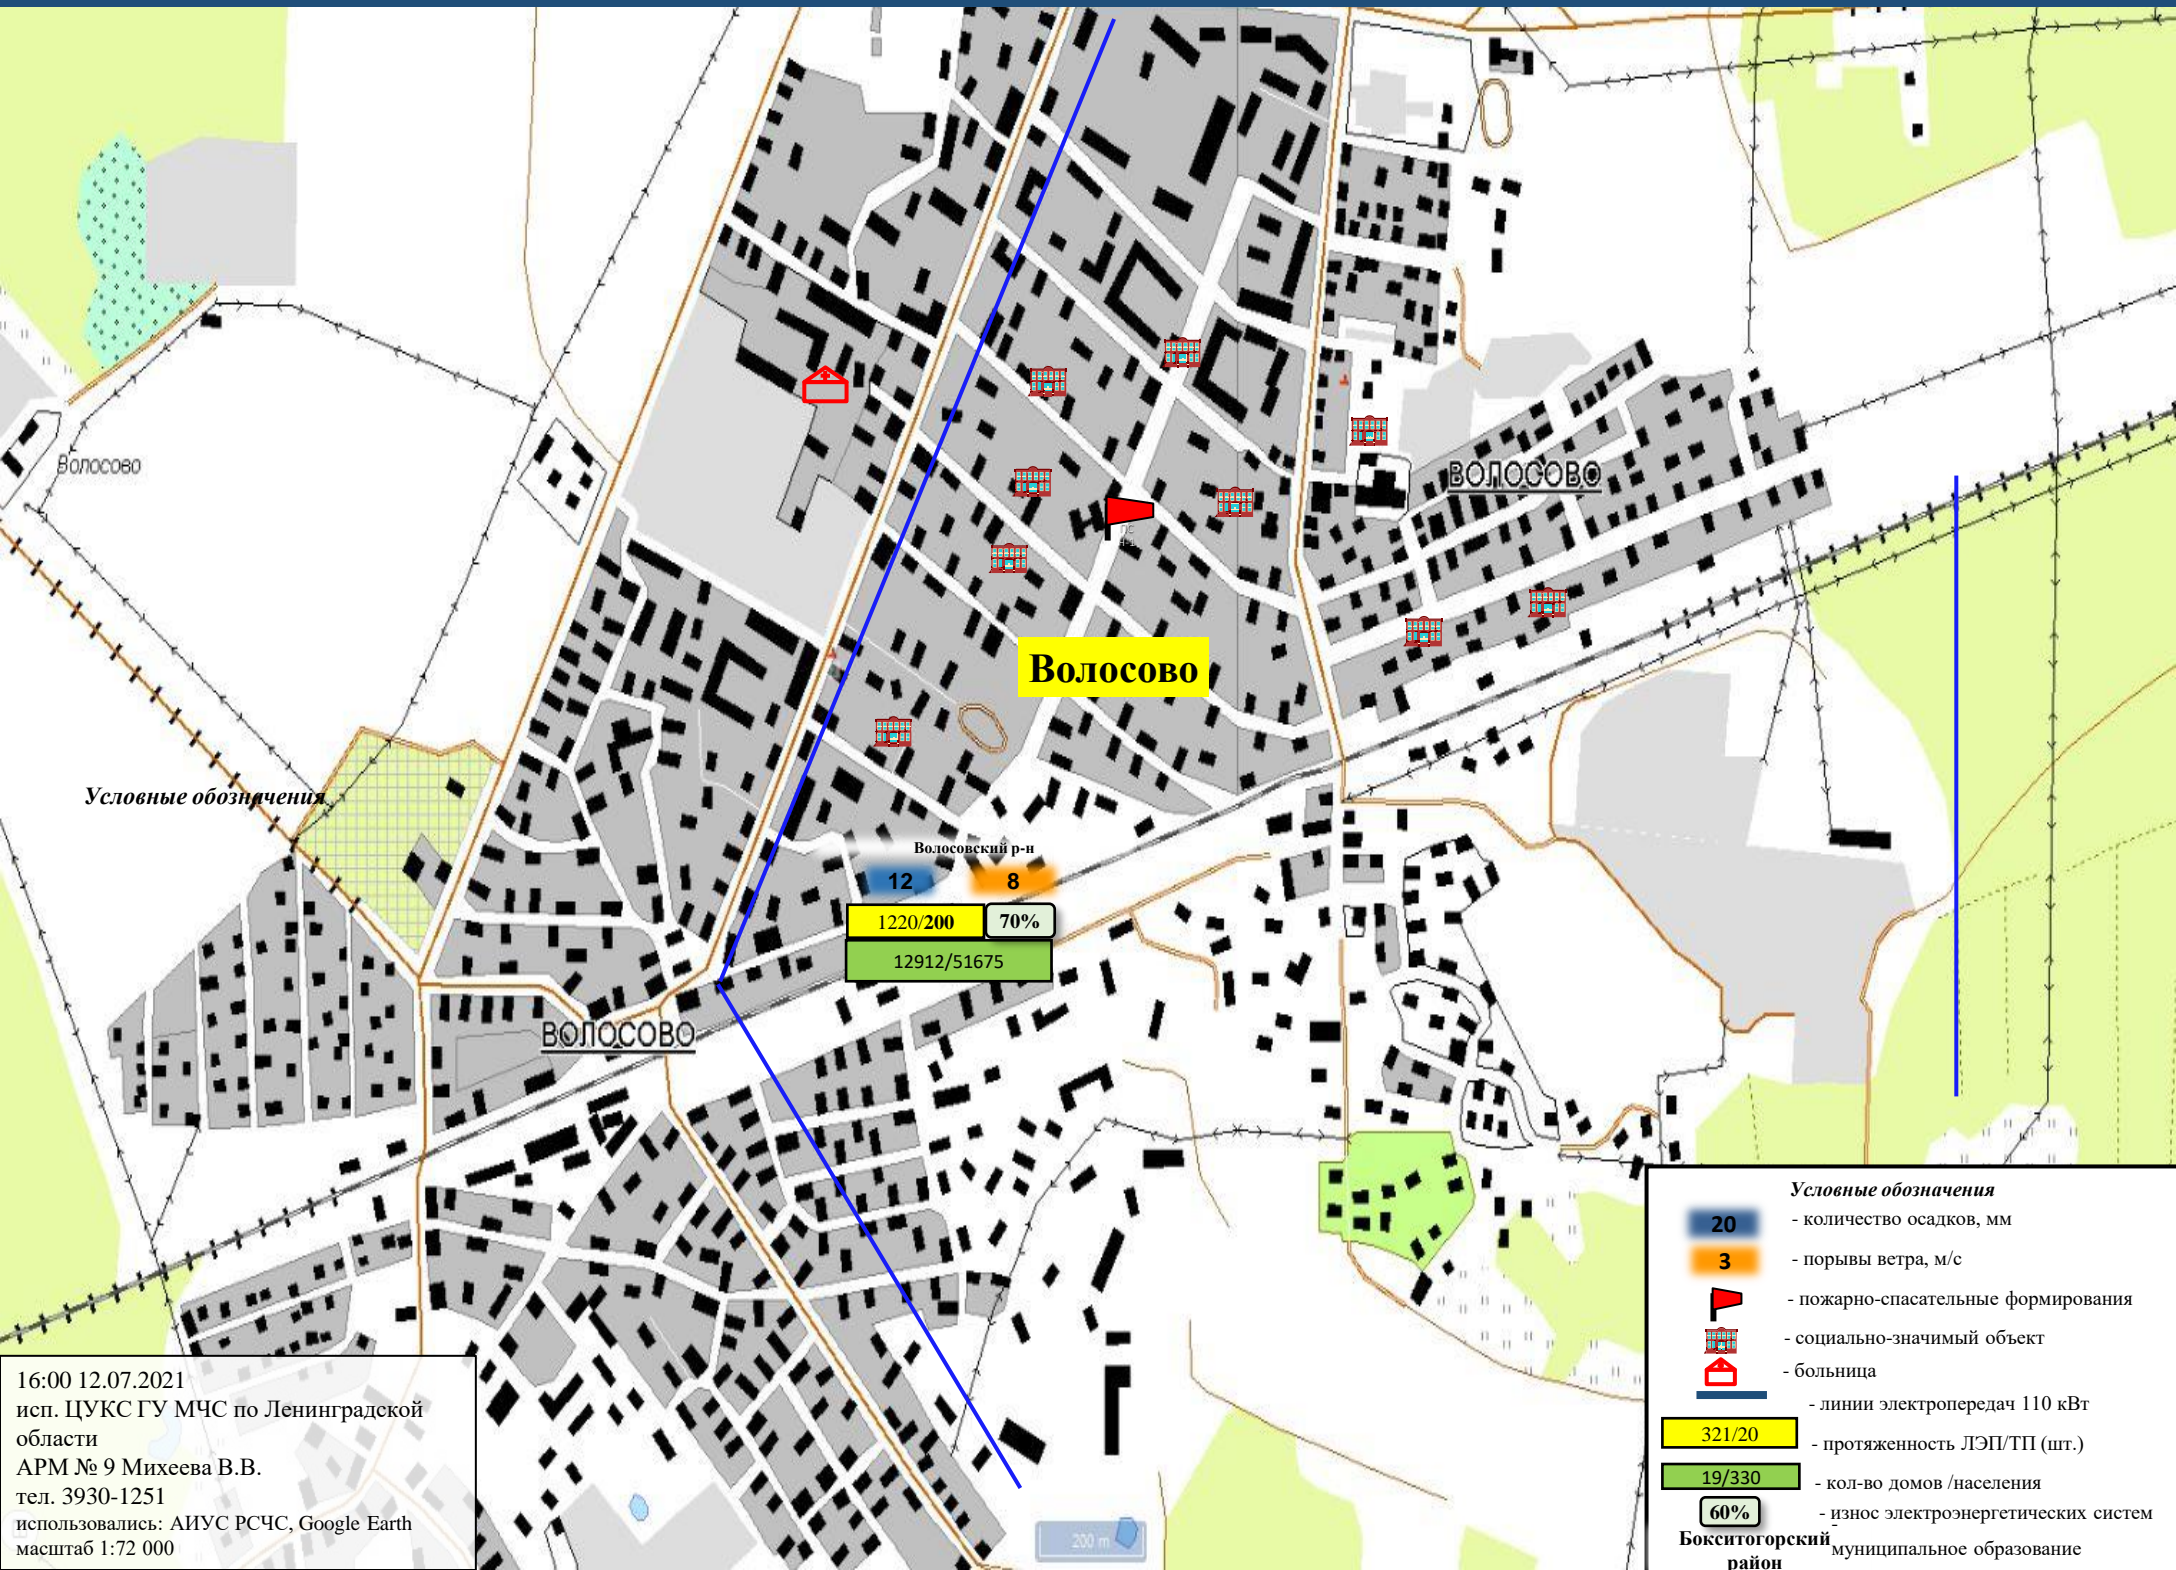 Волосово
ВОЛОСОВО
Волосово
Условные обозначения
Волосовский р-н
12
8
1220/200
70%
12912/51675
ВОЛОСОВО
Условные обозначения
20 - количество осадков, мм
3 - порывы ветра, м/с
- пожарно-спасательные формирования
- социально-значимый объект
- больница
- линии электропередач 110 кВт
321/20 - протяженность ЛЭП/ТП (шт.)
19/330 - кол-во домов /населения
60% - износ электроэнергетических систем
Бокситогорский район - муниципальное образование
16:00 12.07.2021
исп. ЦУКС ГУ МЧС по Ленинградской
области
АРМ № 9 Михеева В.В.
тел. 3930-1251
использовались: АИУС РСЧС, Google Earth
масштаб 1:72 000
200 m